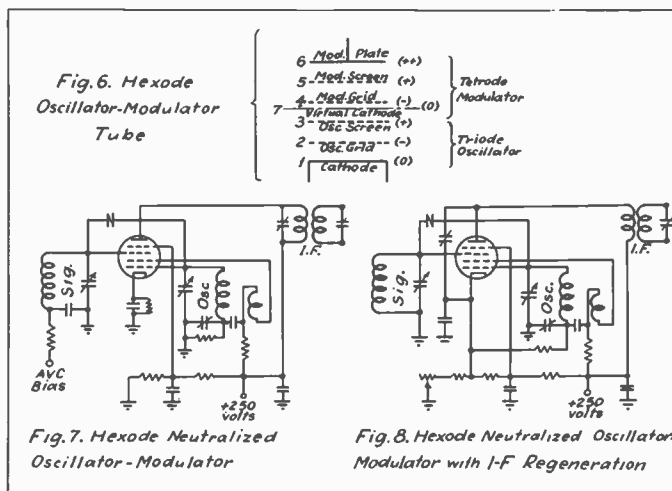 Fig. 6. Hexode
Oscillator-Modulator
Tube
6 Mod. Plate (++)
5 Mod. Screen (+)
4 Mod. Grid (-)
7 Virtual Cathode (0)
3 Osc. Screen (+)
2 Osc. Grid (-)
1 Cathode (0)
Tetrode
Modulator
Triode
Oscillator
I.F.
Sig.
Osc
AVC
Bias
+250
volts
Fig. 7. Hexode Neutralized
Oscillator-Modulator
I.F.
Sig.
Osc.
+250
volts
Fig. 8. Hexode Neutralized Oscillator
Modulator with I-F Regeneration